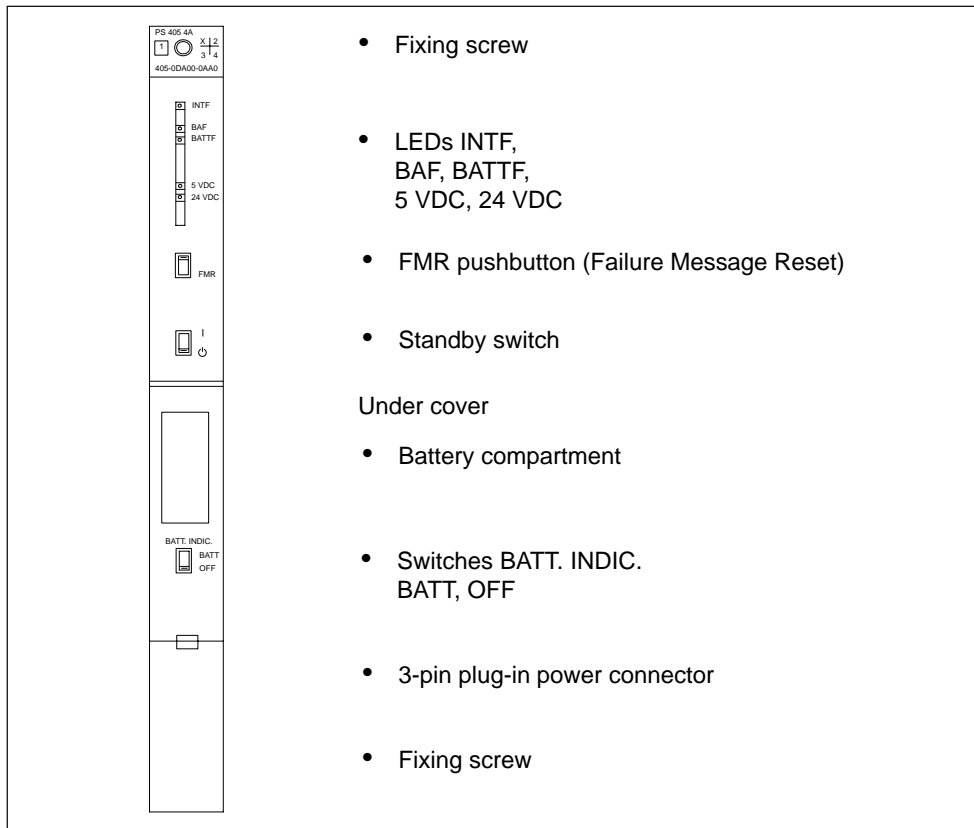 PS 405 4A
1
X 2
3 4
405-0DA00-0AA0
• Fixing screw
INTF
BAF
BATTF
5 VDC
24 VDC
• LEDs INTF,
BAF, BATTF,
5 VDC, 24 VDC
FMR
• FMR pushbutton (Failure Message Reset)
I
• Standby switch
Under cover
• Battery compartment
BATT. INDIC.
BATT
OFF
• Switches BATT. INDIC.
BATT, OFF
• 3-pin plug-in power connector
• Fixing screw